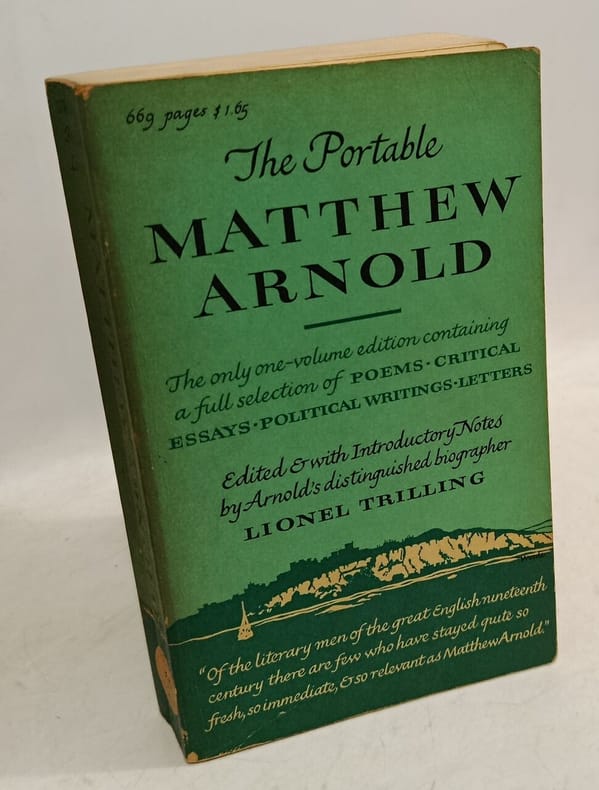 669 pages $1.65
The Portable
MATTHEW
ARNOLD
The only one-volume edition containing
a full selection of POEMS · CRITICAL
ESSAYS · POLITICAL WRITINGS · LETTERS
Edited & with Introductory Notes
by Arnold's distinguished biographer
LIONEL TRILLING
"Of the literary men of the great English nineteenth
century there are few who have stayed quite so
fresh, so immediate, & so relevant as Matthew Arnold."